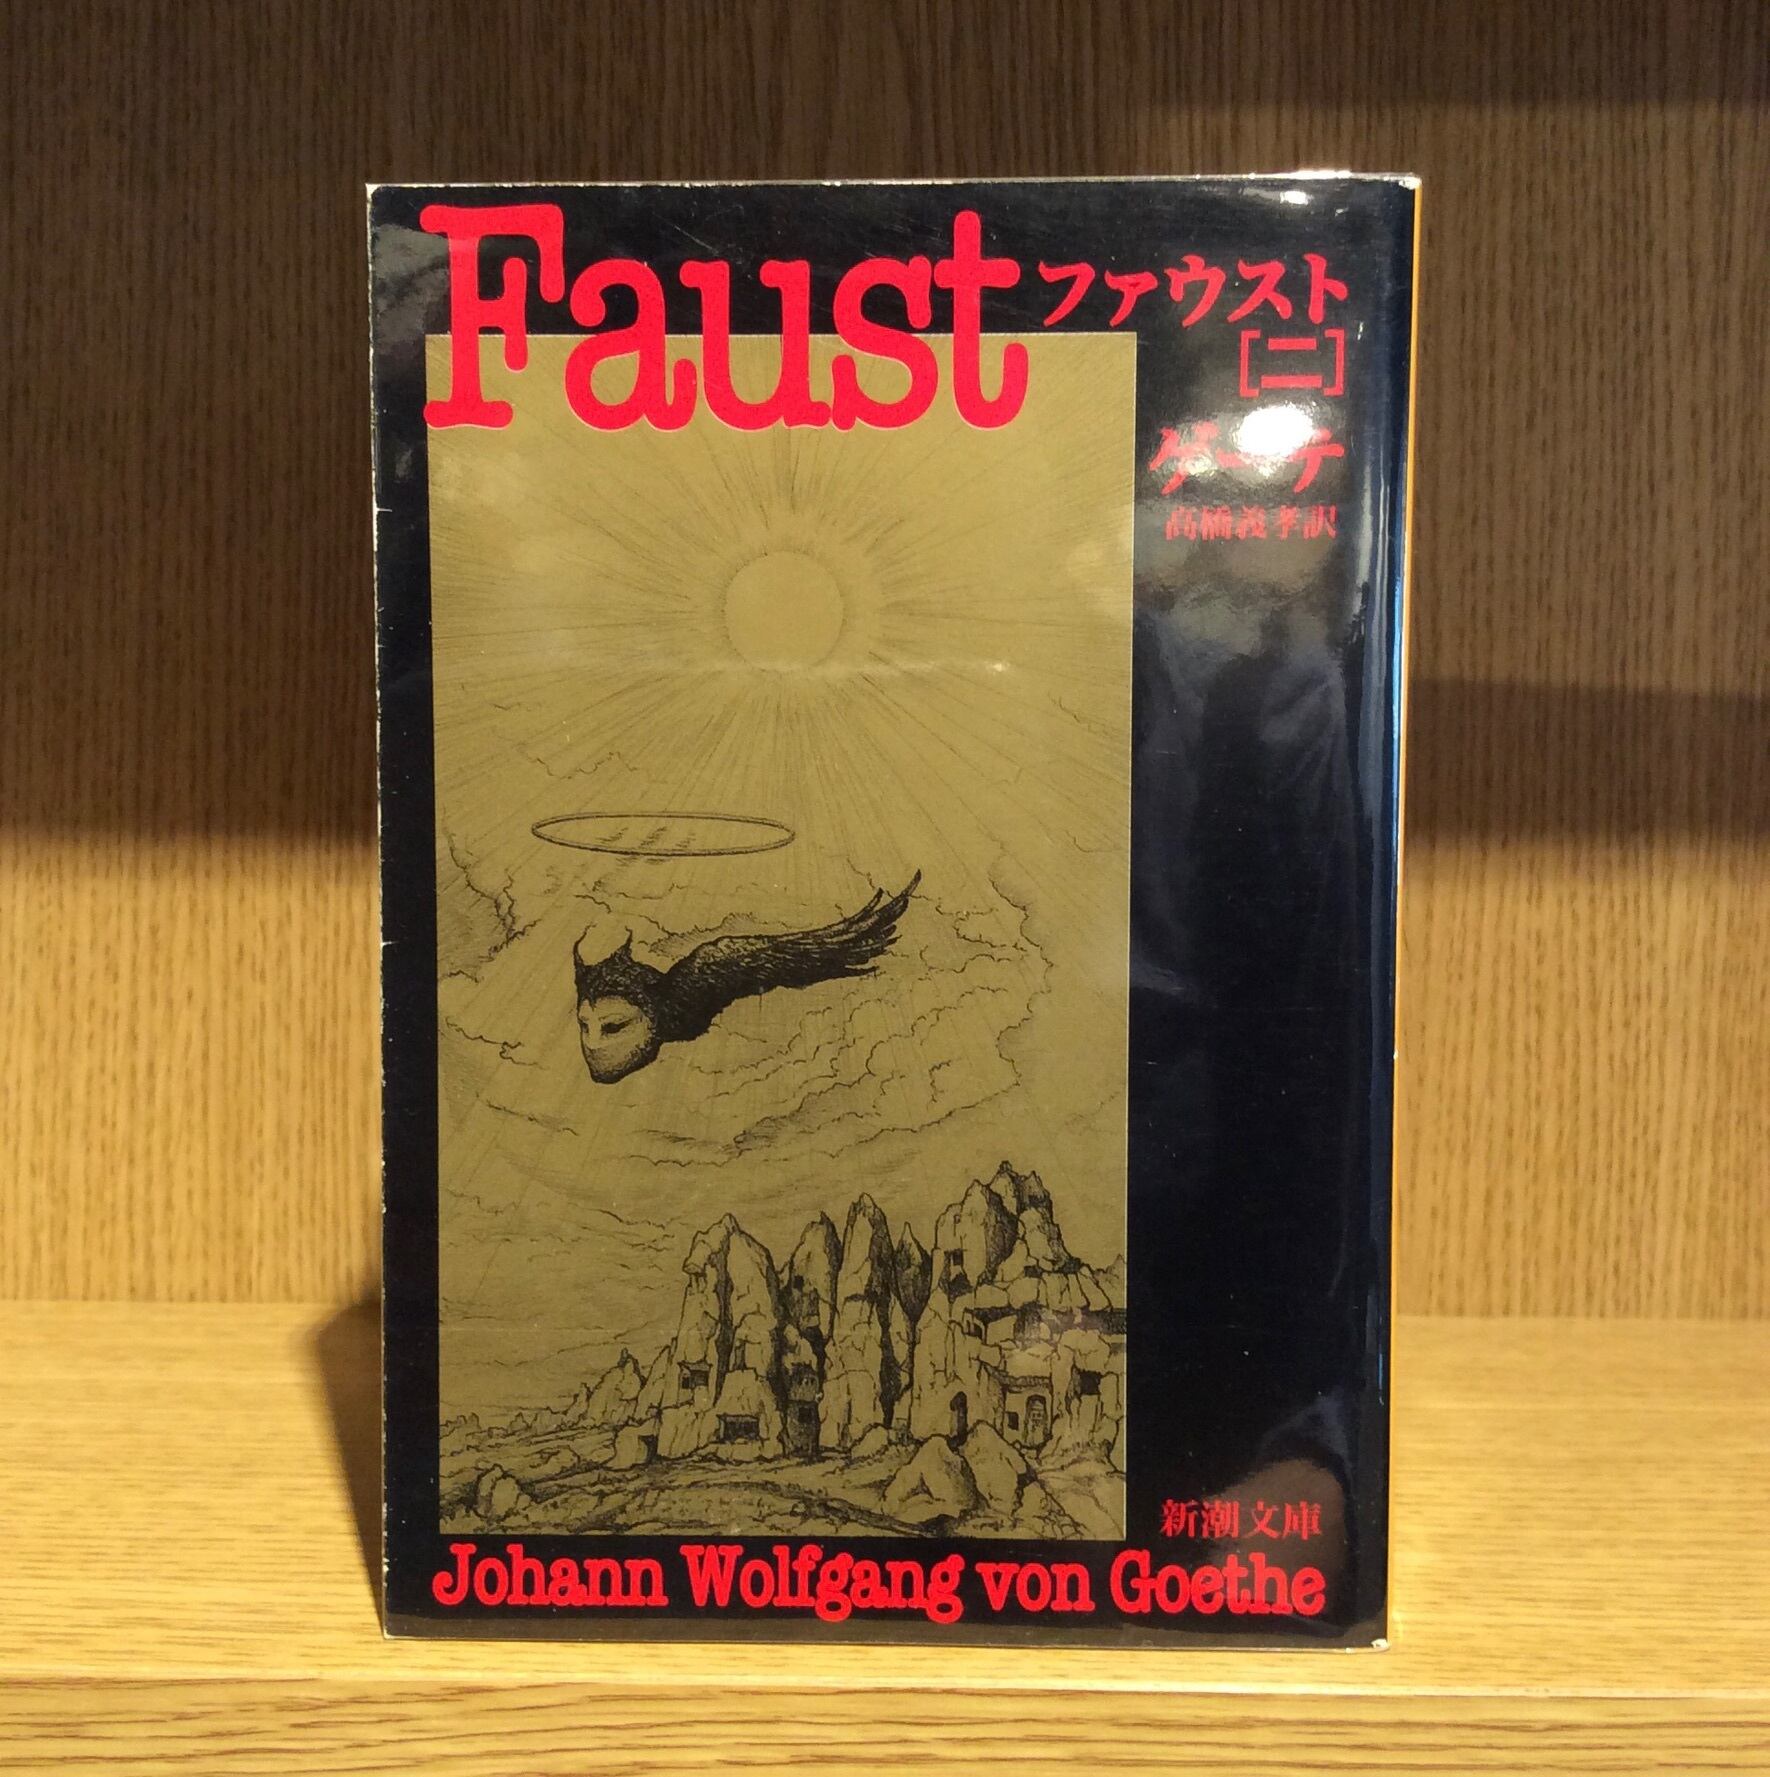 Faust
ファウスト
[二]
ゲーテ
高橋義孝訳
新潮文庫
Johann Wolfgang von Goethe